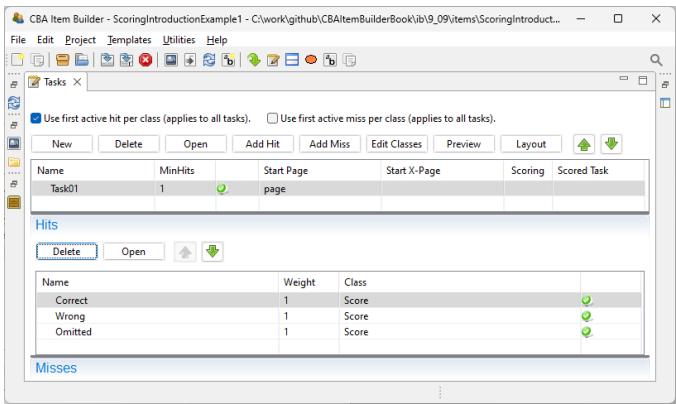 CBA Item Builder - ScoringIntroductionExample1 - C:\work\github\CBAItemBuilderBook\ib\9_09\items\ScoringIntroduct...
File Edit Project Templates Utilities Help
Tasks
Use first active hit per class (applies to all tasks). Use first active miss per class (applies to all tasks).
New Delete Open Add Hit Add Miss Edit Classes Preview Layout
Name MinHits Start Page Start X-Page Scoring Scored Task
Task01 1 page
Hits
Delete Open
Name Weight Class
Correct 1 Score
Wrong 1 Score
Omitted 1 Score
Misses